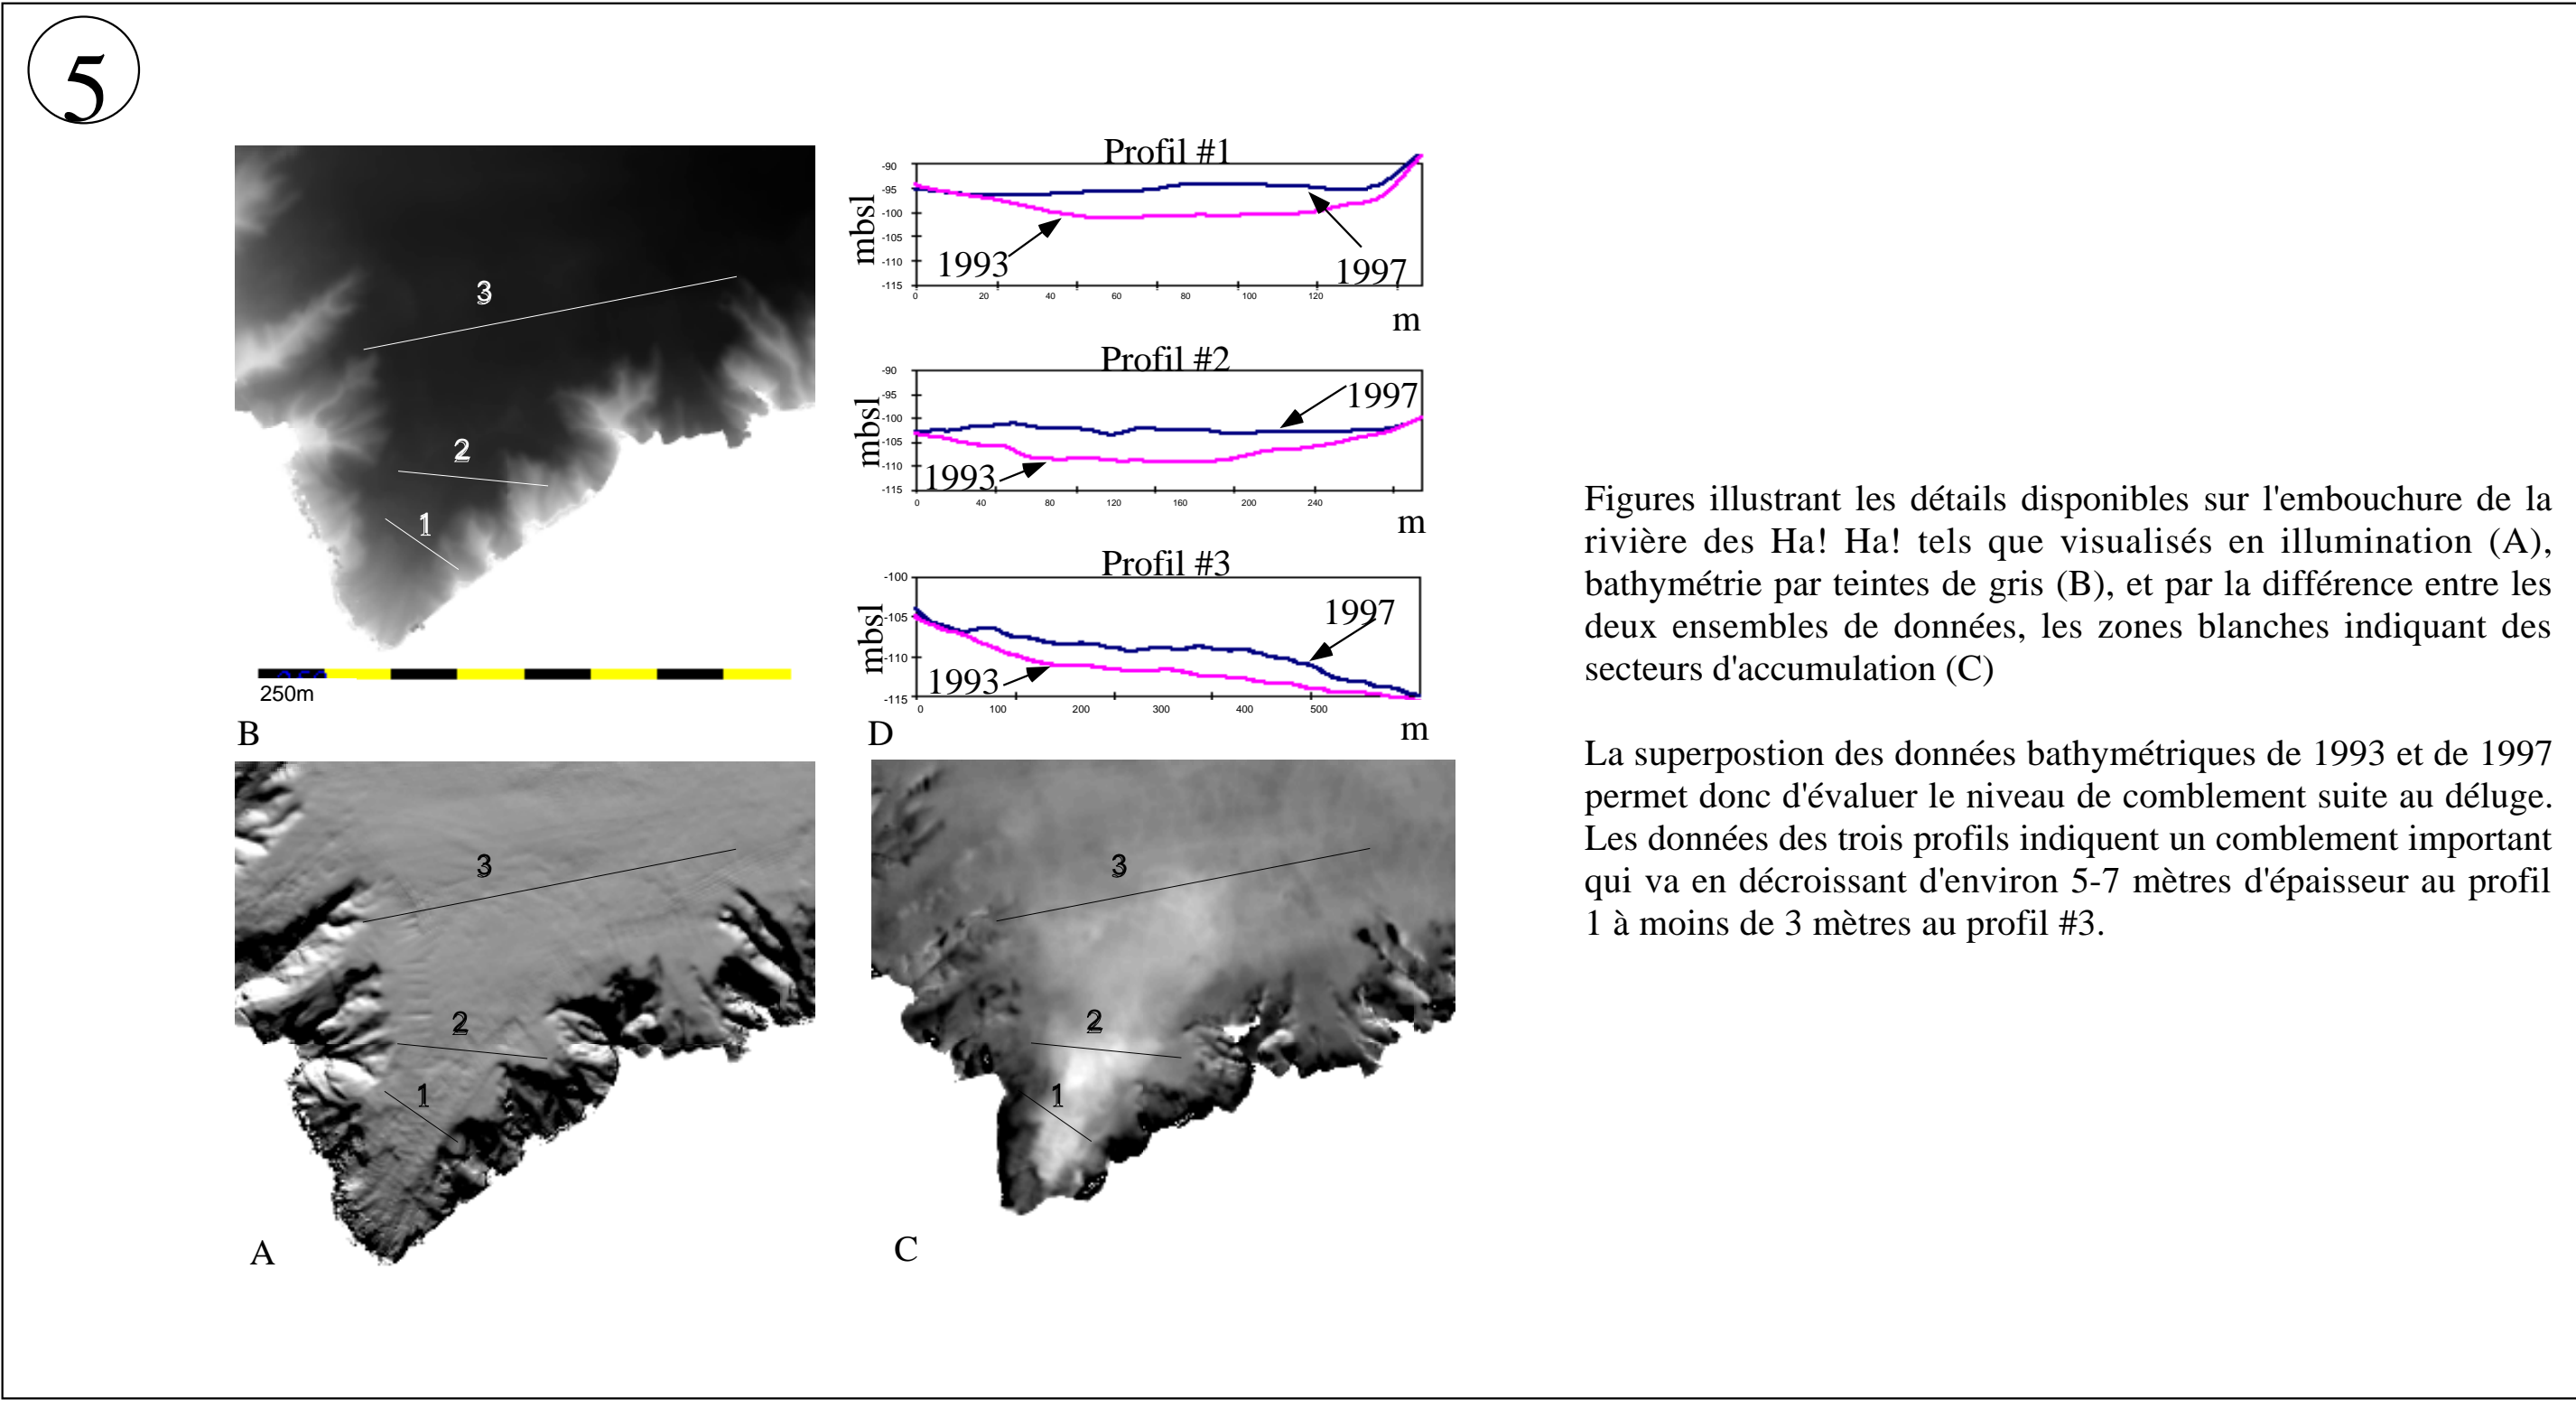 5
3
2
1
250m
B
Profil #1
mbsl
-90
-95
-100
-105
-110
-115
1993
1997
0 20 40 60 80 100 120
m
Profil #2
mbsl
-90
-95
-100
-105
-110
-115
1997
1993
0 40 80 120 160 200 240
m
Profil #3
mbsl
-100
-105
-110
-115
1997
1993
0 100 200 300 400 500
m
D
3
2
1
A
3
2
1
C
Figures illustrant les détails disponibles sur l'embouchure de la
rivière des Ha! Ha! tels que visualisés en illumination (A),
bathymétrie par teintes de gris (B), et par la différence entre les
deux ensembles de données, les zones blanches indiquant des
secteurs d'accumulation (C)
La superpostion des données bathymétriques de 1993 et de 1997
permet donc d'évaluer le niveau de comblement suite au déluge.
Les données des trois profils indiquent un comblement important
qui va en décroissant d'environ 5-7 mètres d'épaisseur au profil
1 à moins de 3 mètres au profil #3.